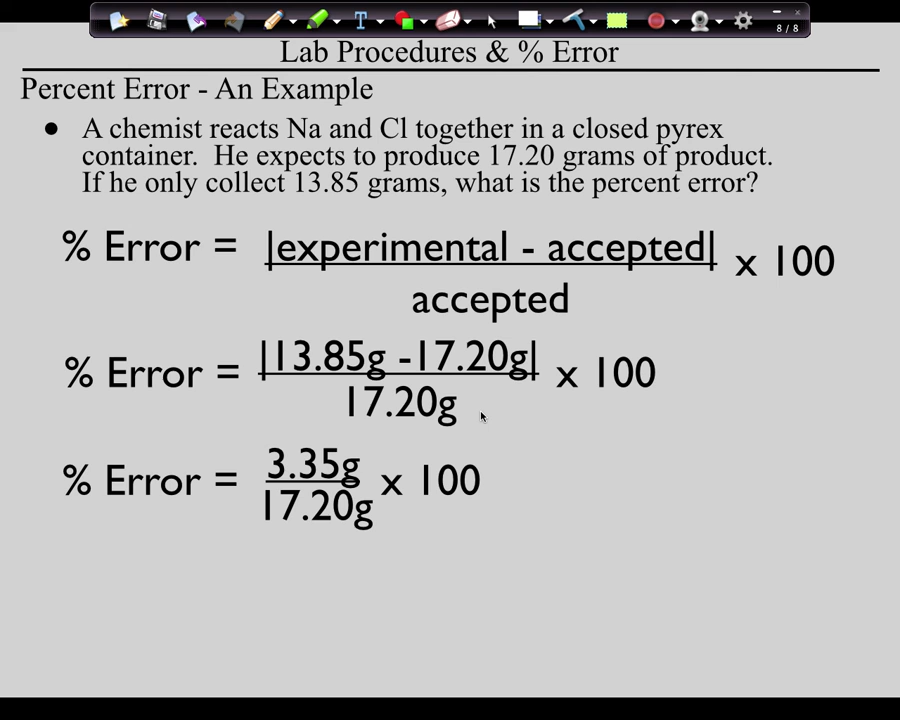 T
8 / 8
Lab Procedures & % Error
Percent Error - An Example
● A chemist reacts Na and Cl together in a closed pyrex
container. He expects to produce 17.20 grams of product.
If he only collect 13.85 grams, what is the percent error?
% Error = |experimental - accepted| x 100
accepted
% Error = |13.85g -17.20g| x 100
17.20g
% Error = 3.35g x 100
17.20g